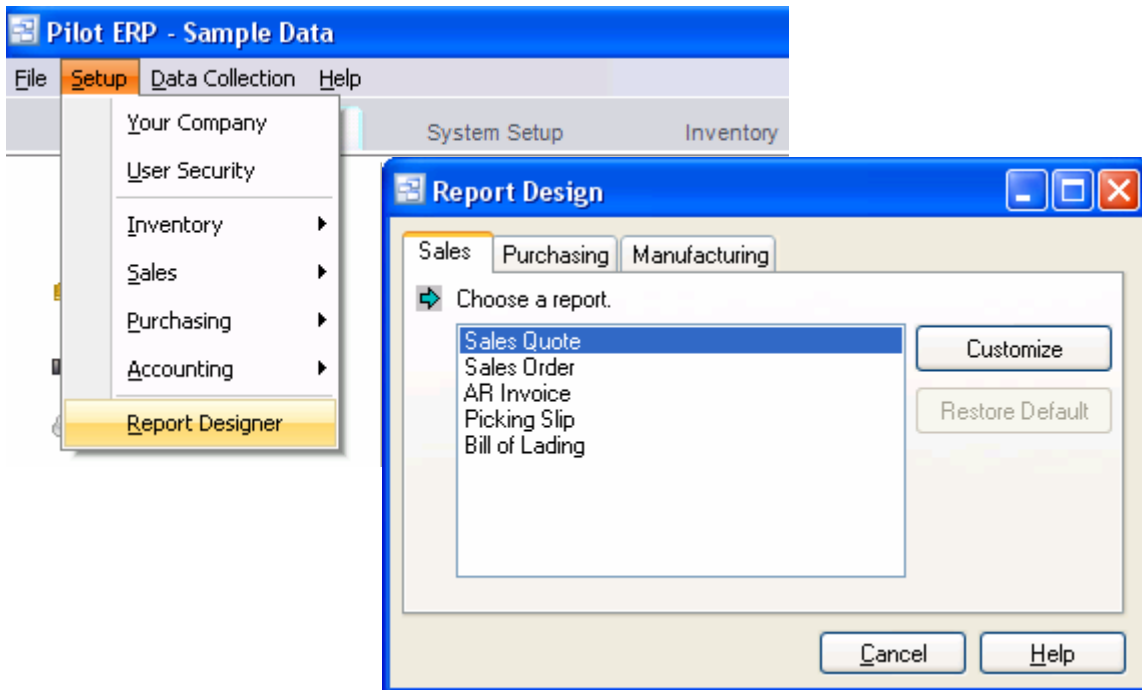 Pilot ERP - Sample Data
File Setup Data Collection Help
System Setup Inventory
Your Company
User Security
Inventory
Sales
Purchasing
Accounting
Report Designer
Report Design
Sales Purchasing Manufacturing
Choose a report.
Sales Quote
Sales Order
AR Invoice
Picking Slip
Bill of Lading
Customize
Restore Default
Cancel Help